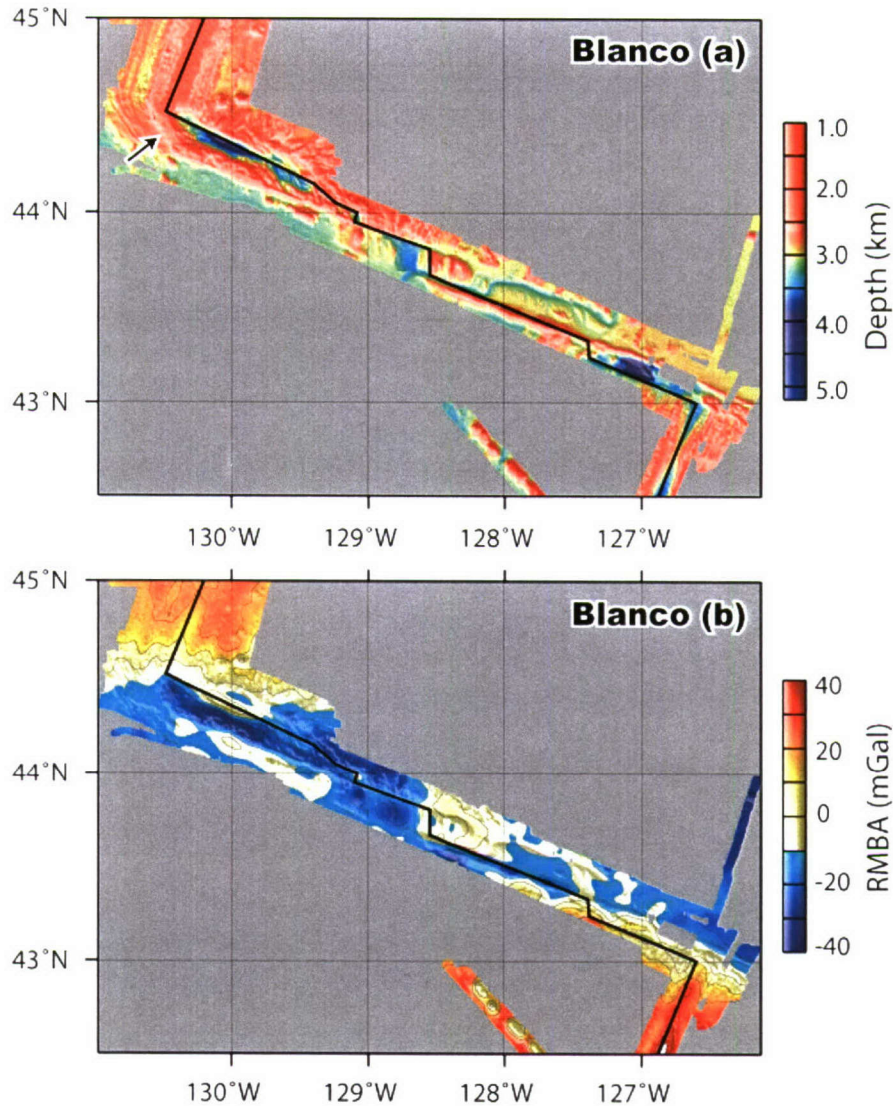 45°N
Blanco (a)
1.0
2.0
44°N
3.0
Depth (km)
4.0
43°N
5.0
130°W
129°W
128°W
127°W
45°N
Blanco (b)
40
20
44°N
0
RMBA (mGal)
-20
43°N
-40
130°W
129°W
128°W
127°W